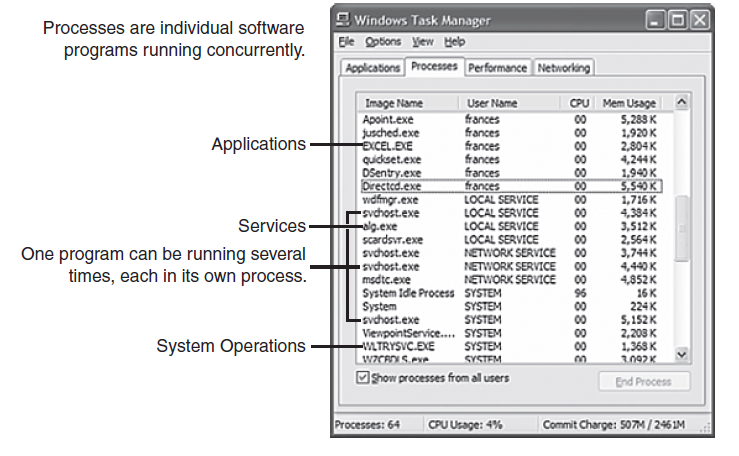 Processes are individual software
programs running concurrently.
Applications
Services
One program can be running several
times, each in its own process.
System Operations
Windows Task Manager
File Options View Help
Applications Processes Performance Networking
Image Name User Name CPU Mem Usage
Apoint.exe frances 00 5,288 K
jusched.exe frances 00 1,920 K
EXCEL.EXE frances 00 2,804 K
quickset.exe frances 00 4,244 K
DSentry.exe frances 00 1,940 K
Directcd.exe frances 00 5,540 K
wdfmgr.exe LOCAL SERVICE 00 1,716 K
svchost.exe LOCAL SERVICE 00 4,384 K
alg.exe LOCAL SERVICE 00 3,512 K
scardsvr.exe LOCAL SERVICE 00 2,564 K
svchost.exe NETWORK SERVICE 00 3,744 K
svchost.exe NETWORK SERVICE 00 4,440 K
msdtc.exe NETWORK SERVICE 00 4,852 K
System Idle Process SYSTEM 96 16 K
System SYSTEM 00 224 K
svchost.exe SYSTEM 00 5,152 K
ViewpointService.... SYSTEM 00 2,208 K
WLTRYSVC.EXE SYSTEM 00 1,368 K
WZCBDLS.exe SYSTEM 00 3,092 K
Show processes from all users
End Process
Processes: 64 CPU Usage: 4% Commit Charge: 507M / 2461M